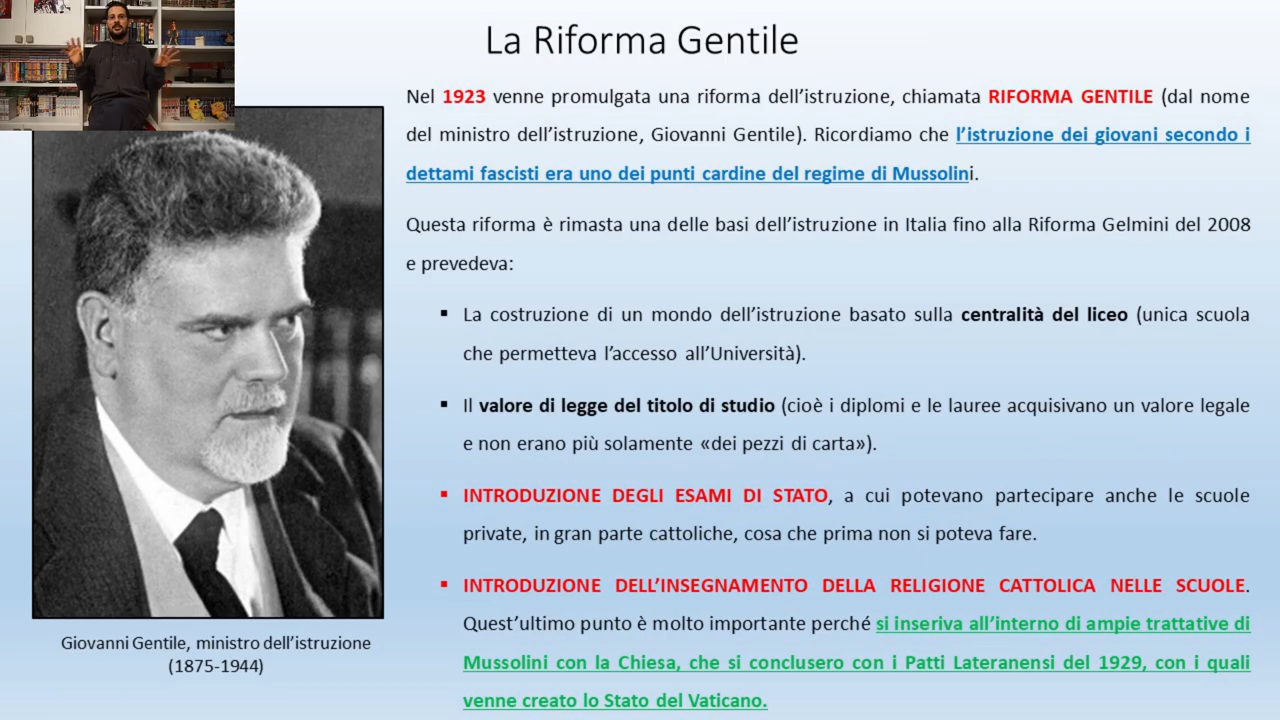 La Riforma Gentile
Nel 1923 venne promulgata una riforma dell'istruzione, chiamata RIFORMA GENTILE (dal nome
del ministro dell'istruzione, Giovanni Gentile). Ricordiamo che l'istruzione dei giovani secondo i
dettami fascisti era uno dei punti cardine del regime di Mussolini.
Questa riforma è rimasta una delle basi dell'istruzione in Italia fino alla Riforma Gelmini del 2008
e prevedeva:
▪ La costruzione di un mondo dell'istruzione basato sulla centralità del liceo (unica scuola
che permetteva l'accesso all'Università).
▪ Il valore di legge del titolo di studio (cioè i diplomi e le lauree acquisivano un valore legale
e non erano più solamente «dei pezzi di carta»).
▪ INTRODUZIONE DEGLI ESAMI DI STATO, a cui potevano partecipare anche le scuole
private, in gran parte cattoliche, cosa che prima non si poteva fare.
▪ INTRODUZIONE DELL'INSEGNAMENTO DELLA RELIGIONE CATTOLICA NELLE SCUOLE.
Quest'ultimo punto è molto importante perché si inseriva all'interno di ampie trattative di
Mussolini con la Chiesa, che si conclusero con i Patti Lateranensi del 1929, con i quali
venne creato lo Stato del Vaticano.
Giovanni Gentile, ministro dell'istruzione
(1875-1944)